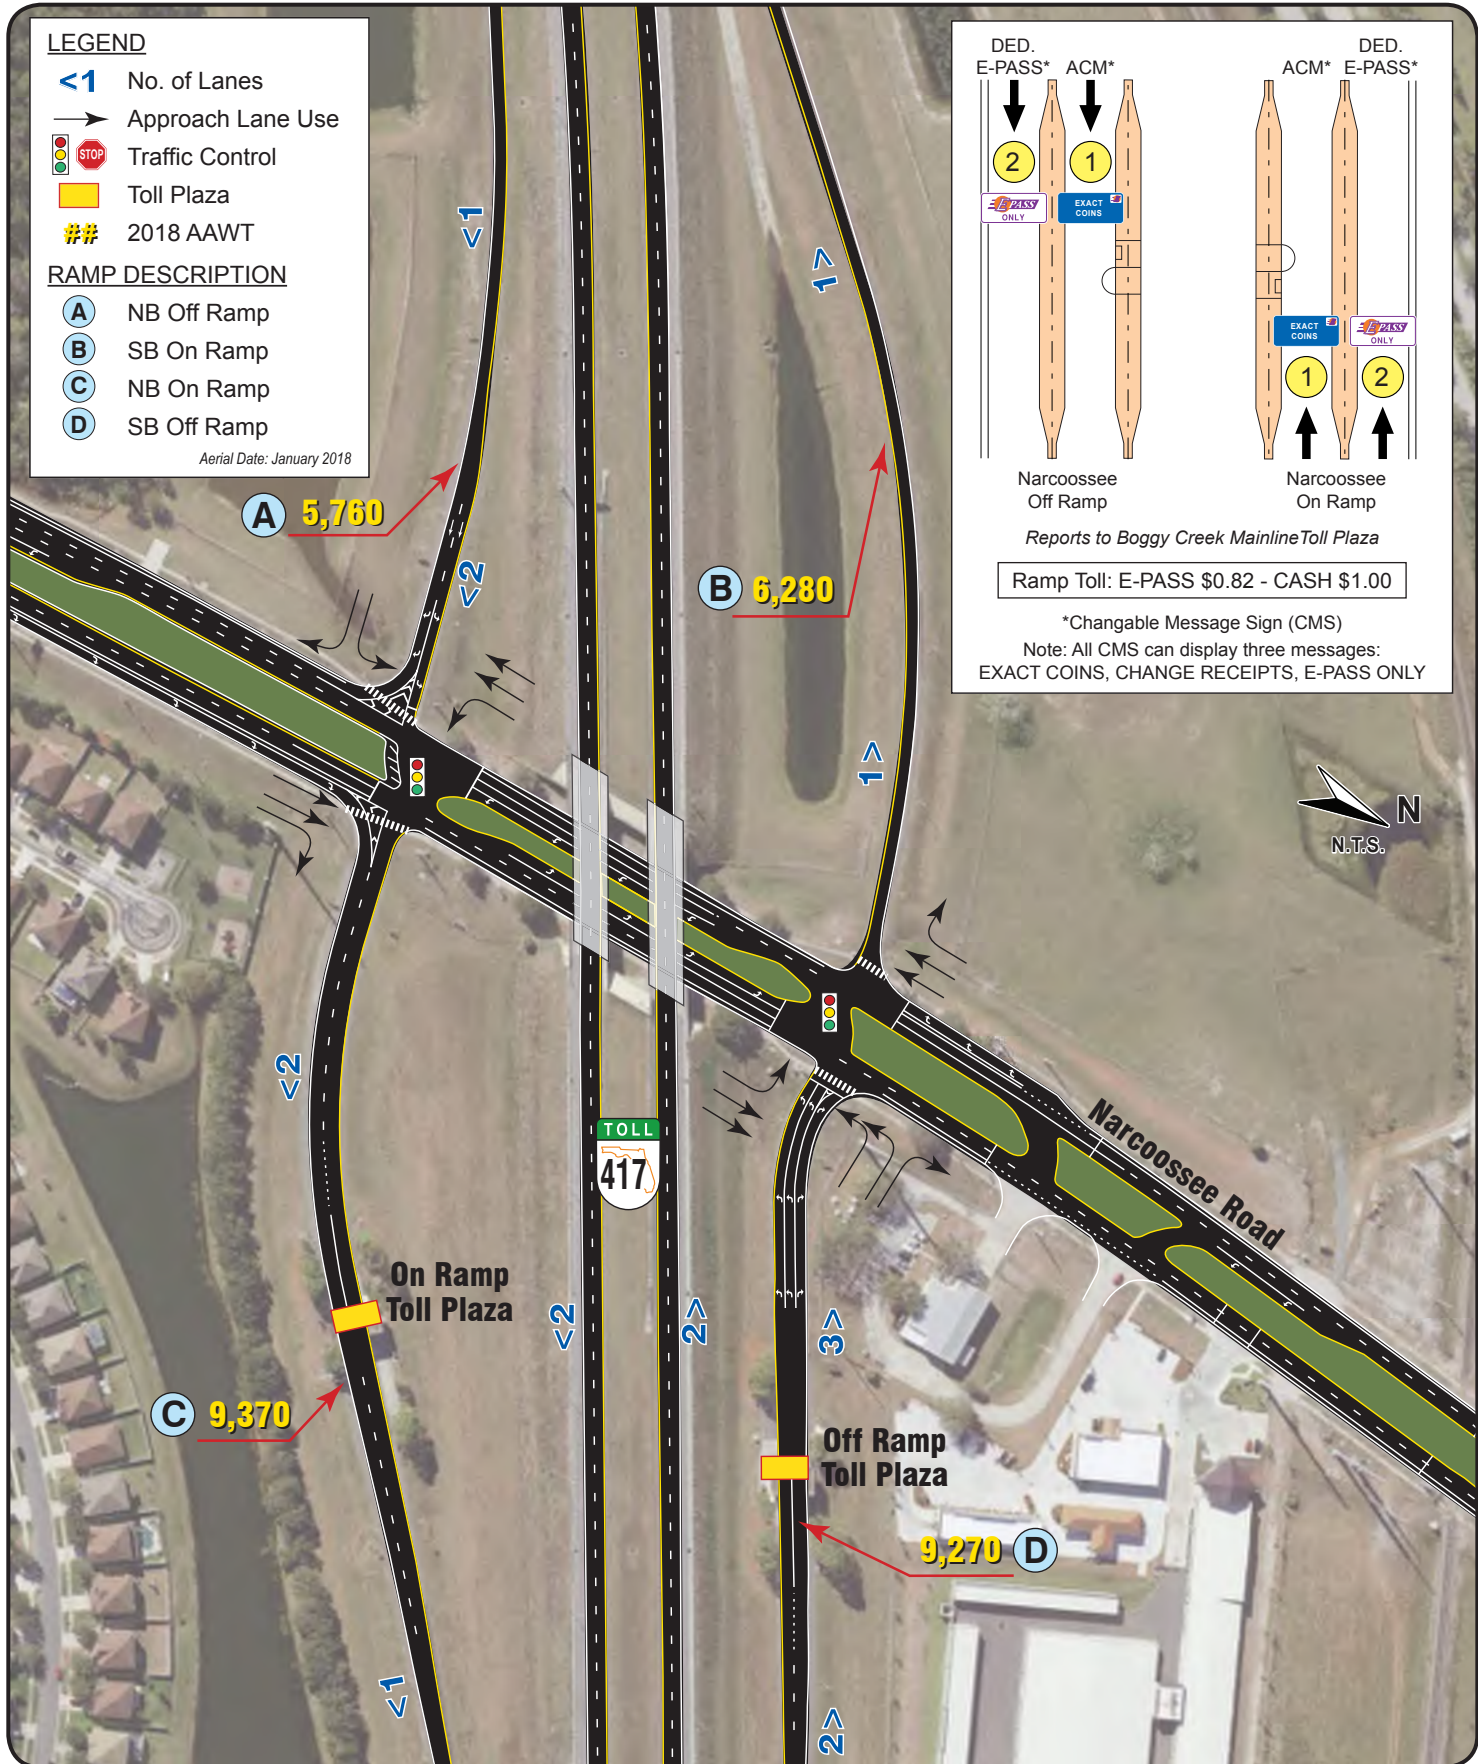 LEGEND
<1 No. of Lanes
Approach Lane Use
STOP Traffic Control
Toll Plaza
## 2018 AAWT
RAMP DESCRIPTION
A NB Off Ramp
B SB On Ramp
C NB On Ramp
D SB Off Ramp
Aerial Date: January 2018
DED. E-PASS* ACM*
2 1
E-PASS ONLY
EXACT COINS
Narcoossee Off Ramp
ACM* DED. E-PASS*
EXACT COINS
E-PASS ONLY
1 2
Narcoossee On Ramp
Reports to Boggy Creek MainlineToll Plaza
Ramp Toll: E-PASS $0.82 - CASH $1.00
*Changable Message Sign (CMS)
Note: All CMS can display three messages:
EXACT COINS, CHANGE RECEIPTS, E-PASS ONLY
<1
1>
A 5,760
<2
B 6,280
1>
N
N.T.S.
<2
TOLL
417
Narcoossee Road
On Ramp
Toll Plaza
<2
2>
3>
C 9,370
Off Ramp
Toll Plaza
9,270 D
<1
2>